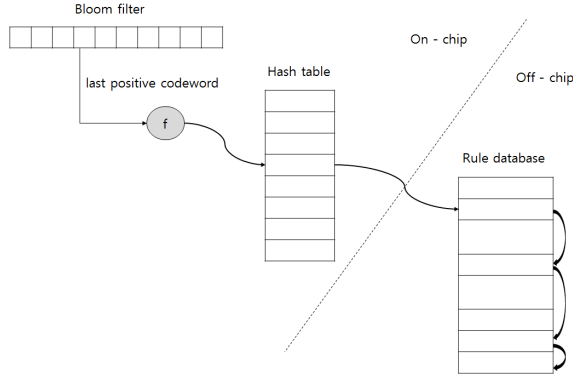 Bloom filter
On - chip
last positive codeword
Hash table
Off - chip
f
Rule database